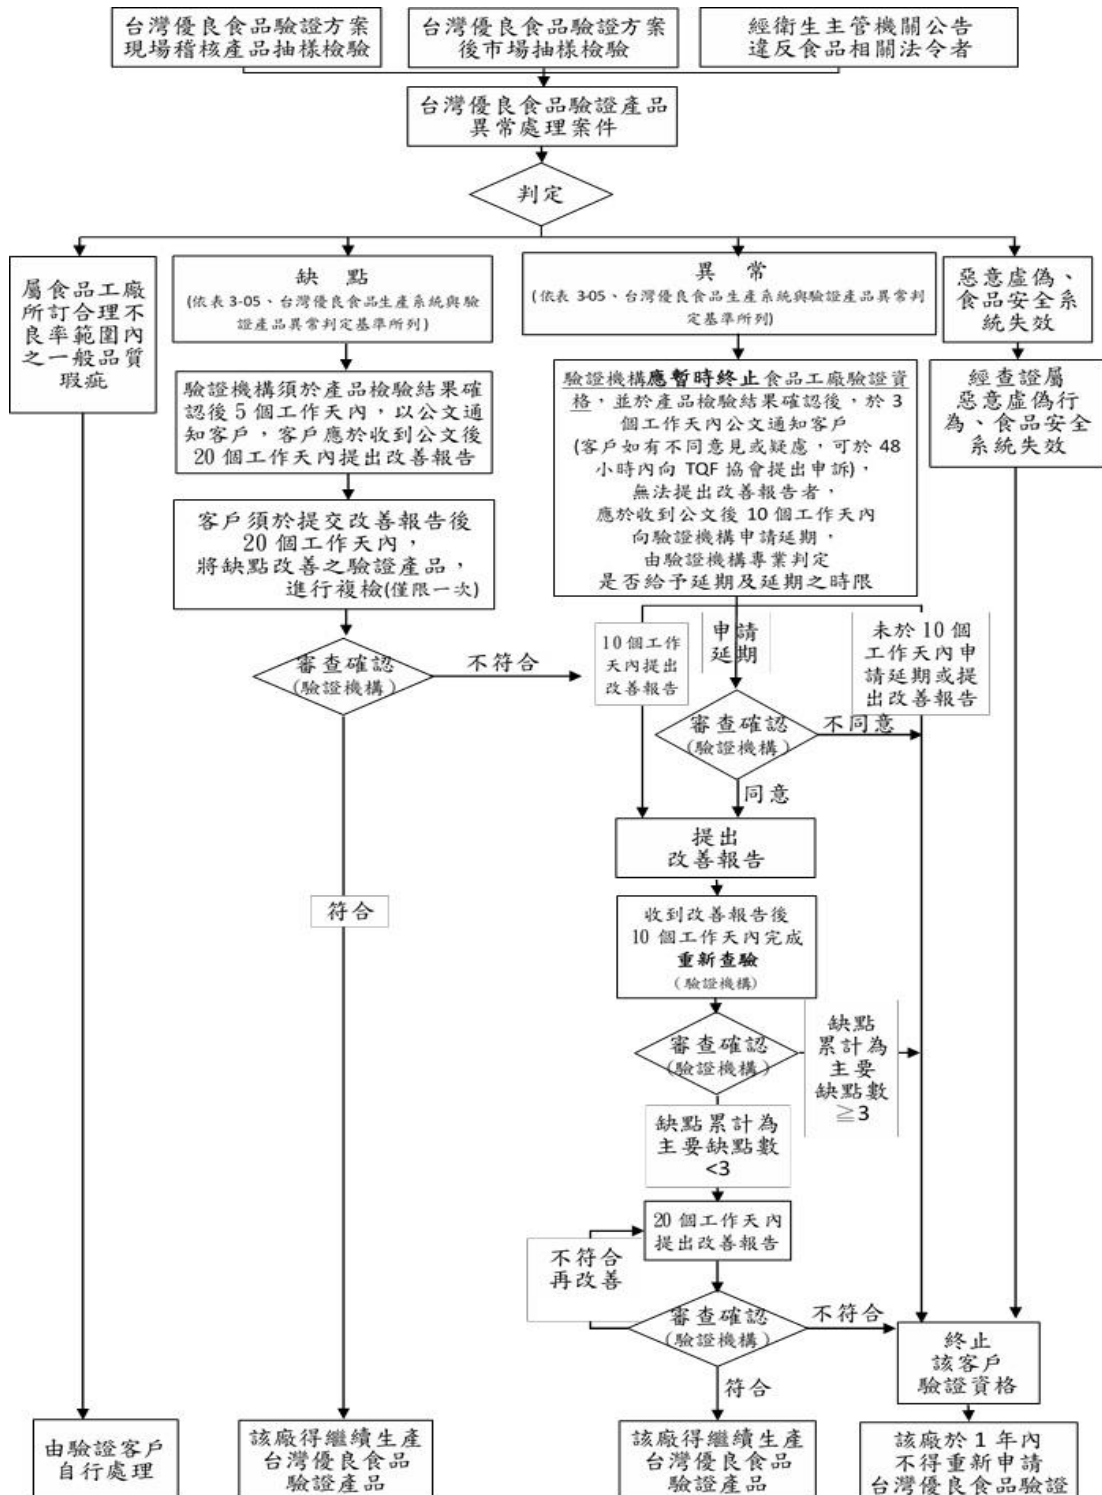 台灣優良食品驗證方案
現場稽核產品抽樣檢驗
台灣優良食品驗證方案
後市場抽樣檢驗
經衛生主管機關公告
違反食品相關法令者
台灣優良食品驗證產品
異常處理案件
判定
屬食品工廠
所訂合理不
良率範圍內
之一般品質
瑕疵
缺 點
(依表 3-05、台灣優良食品生產系統與驗
證產品異常判定基準所列)
異 常
(依表 3-05、台灣優良食品生產系統與驗證產品異常判
定基準所列)
惡意虛偽、
食品安全系
統失效
驗證機構須於產品檢驗結果確
認後 5 個工作天內，以公文通
知客戶，客戶應於收到公文後
20 個工作天內提出改善報告
驗證機構應暫時終止食品工廠驗證資
格，並於產品檢驗結果確認後，於 3
個工作天內公文通知客戶
(客戶如有不同意見或疑慮，可於 48
小時內向 TQF 協會提出申訴)，
無法提出改善報告者，
應於收到公文後 10 個工作天內
向驗證機構申請延期，
由驗證機構專業判定
是否給予延期及延期之時限
經查證屬
惡意虛偽行
為、食品安全
系統失效
客戶須於提交改善報告後
20 個工作天內，
將缺點改善之驗證產品，
進行複檢(僅限一次)
審查確認
(驗證機構)
不符合
10 個工作
天內提出
改善報告
申請
延期
未於 10 個
工作天內申
請延期或提
出改善報告
審查確認
(驗證機構)
不同意
同意
提出
改善報告
符合
收到改善報告後
10 個工作天內完成
重新查驗
(驗證機構)
審查確認
(驗證機構)
缺點
累計為
主要
缺點數
≧3
缺點累計為
主要缺點數
<3
20 個工作天內
提出改善報告
不符合
再改善
審查確認
(驗證機構)
不符合
符合
終止
該客戶
驗證資格
由驗證客戶
自行處理
該廠得繼續生產
台灣優良食品
驗證產品
該廠得繼續生產
台灣優良食品
驗證產品
該廠於 1 年內
不得重新申請
台灣優良食品驗證